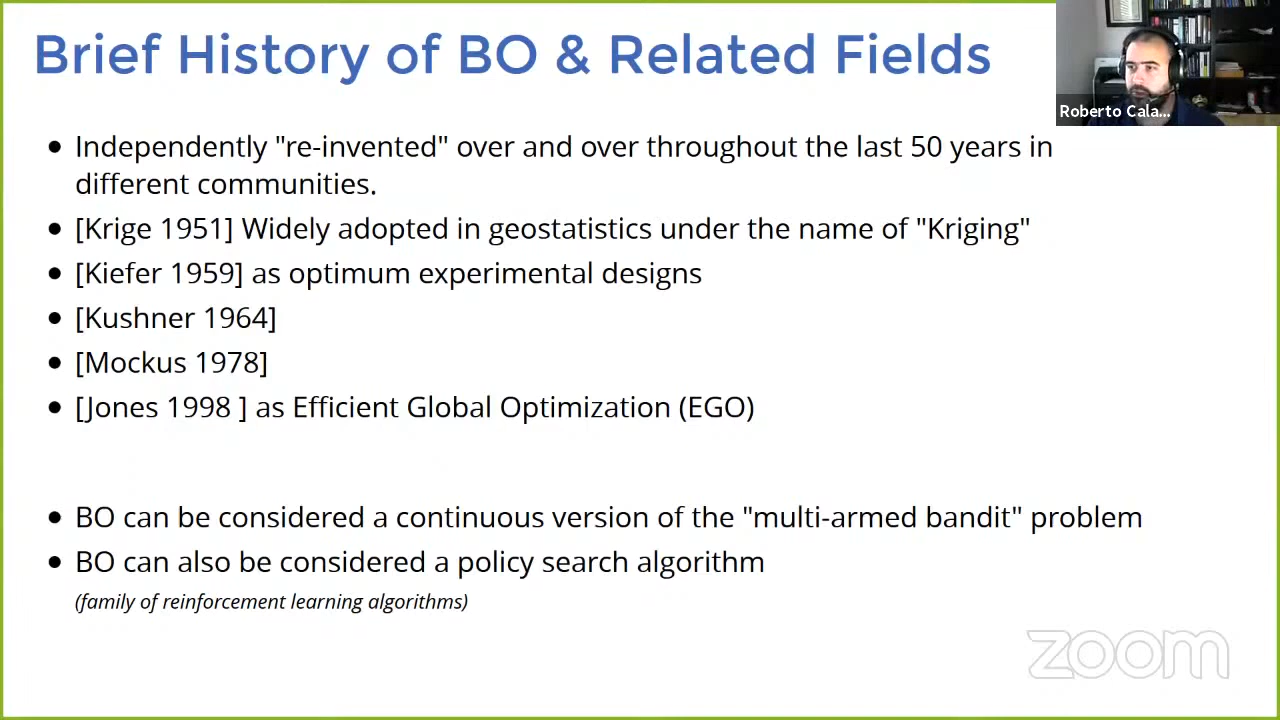 Brief History of BO & Related Fields
Roberto Cala...
Independently "re-invented" over and over throughout the last 50 years in
different communities.
[Krige 1951] Widely adopted in geostatistics under the name of "Kriging"
[Kiefer 1959] as optimum experimental designs
[Kushner 1964]
[Mockus 1978]
[Jones 1998 ] as Efficient Global Optimization (EGO)
BO can be considered a continuous version of the "multi-armed bandit" problem
BO can also be considered a policy search algorithm
(family of reinforcement learning algorithms)
zoom